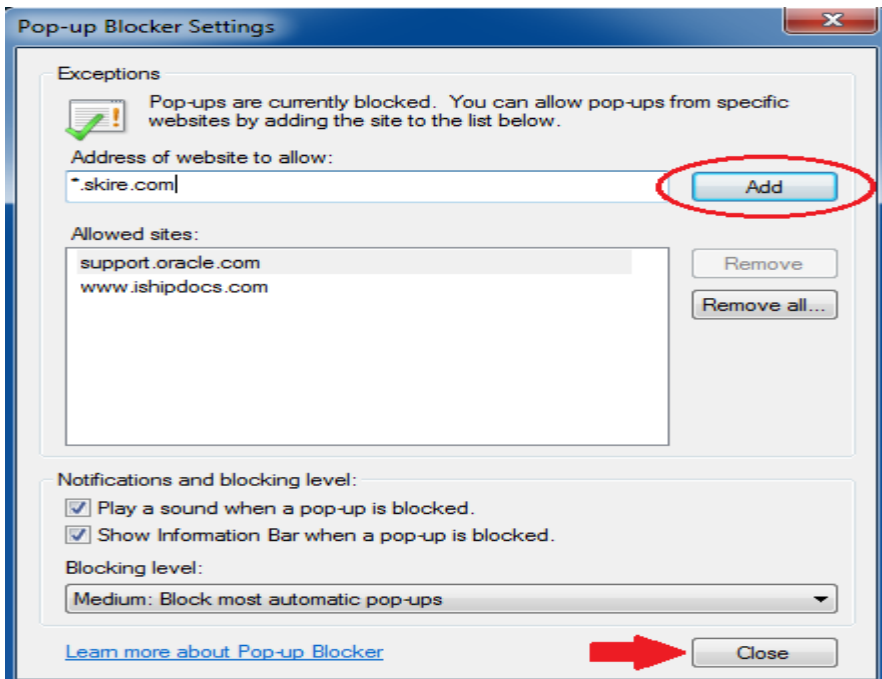 Pop-up Blocker Settings
Exceptions
Pop-ups are currently blocked. You can allow pop-ups from specific
websites by adding the site to the list below.
Address of website to allow:
*.skire.com
Add
Allowed sites:
support.oracle.com
www.ishipdocs.com
Remove
Remove all...
Notifications and blocking level:
Play a sound when a pop-up is blocked.
Show Information Bar when a pop-up is blocked.
Blocking level:
Medium: Block most automatic pop-ups
Learn more about Pop-up Blocker
Close